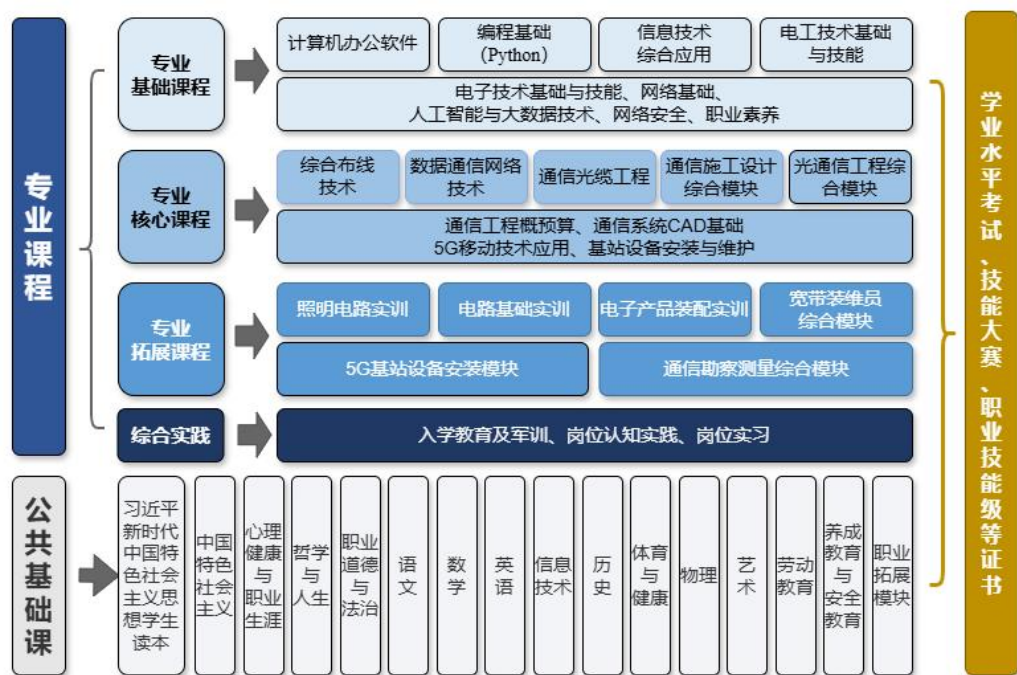 专业课程
专业
基础课程
计算机办公软件
编程基础
(Python)
信息技术
综合应用
电工技术基础
与技能
电子技术基础与技能、网络基础、
人工智能与大数据技术、网络安全、职业素养
专业
核心课程
综合布线
技术
数据通信网络
技术
通信光缆工程
通信施工设计
综合模块
光通信工程综
合模块
通信工程概预算、通信系统CAD基础
5G移动技术应用、基站设备安装与维护
专业
拓展课程
照明电路实训
电路基础实训
电子产品装配实训
宽带装维员
综合模块
5G基站设备安装模块
通信勘察测量综合模块
综合实践
入学教育及军训、岗位认知实践、岗位实习
公共基础课
习近平
新时代
中国特
色社会
主义思
想学生
读本
中国
特色
社会
主义
心理
健康
与
职业
生涯
哲学
与
人生
职业
道德
与
法治
语
文
数
学
英
语
信息
技术
历
史
体育
与
健康
物理
艺
术
劳动
教育
养成
教育
与
安全
教育
职业
拓展
模块
学业水平考试、技能大赛、职业技能级等证书